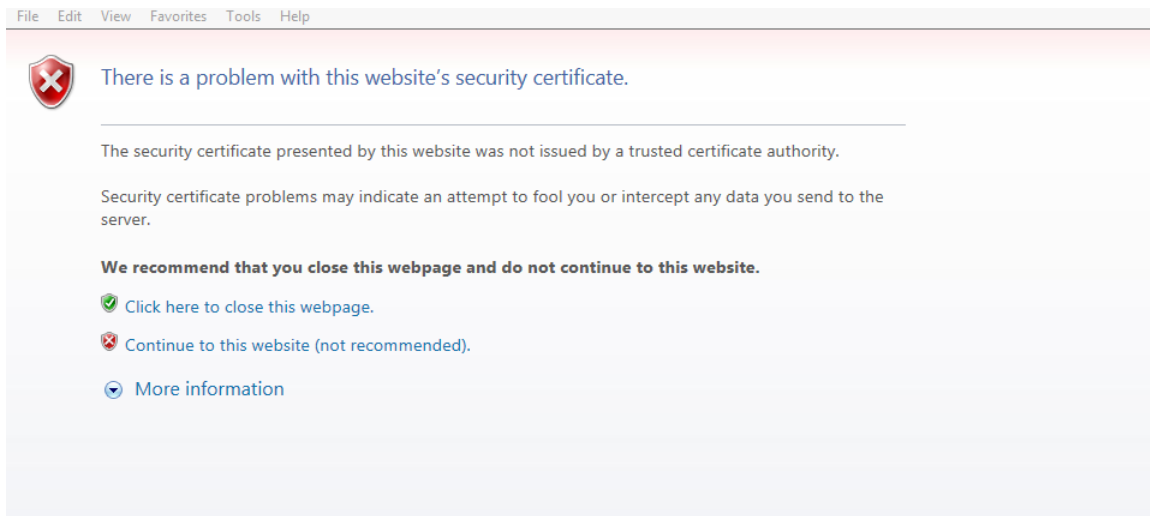 File Edit View Favorites Tools Help
There is a problem with this website's security certificate.
The security certificate presented by this website was not issued by a trusted certificate authority.
Security certificate problems may indicate an attempt to fool you or intercept any data you send to the
server.
We recommend that you close this webpage and do not continue to this website.
Click here to close this webpage.
Continue to this website (not recommended).
More information